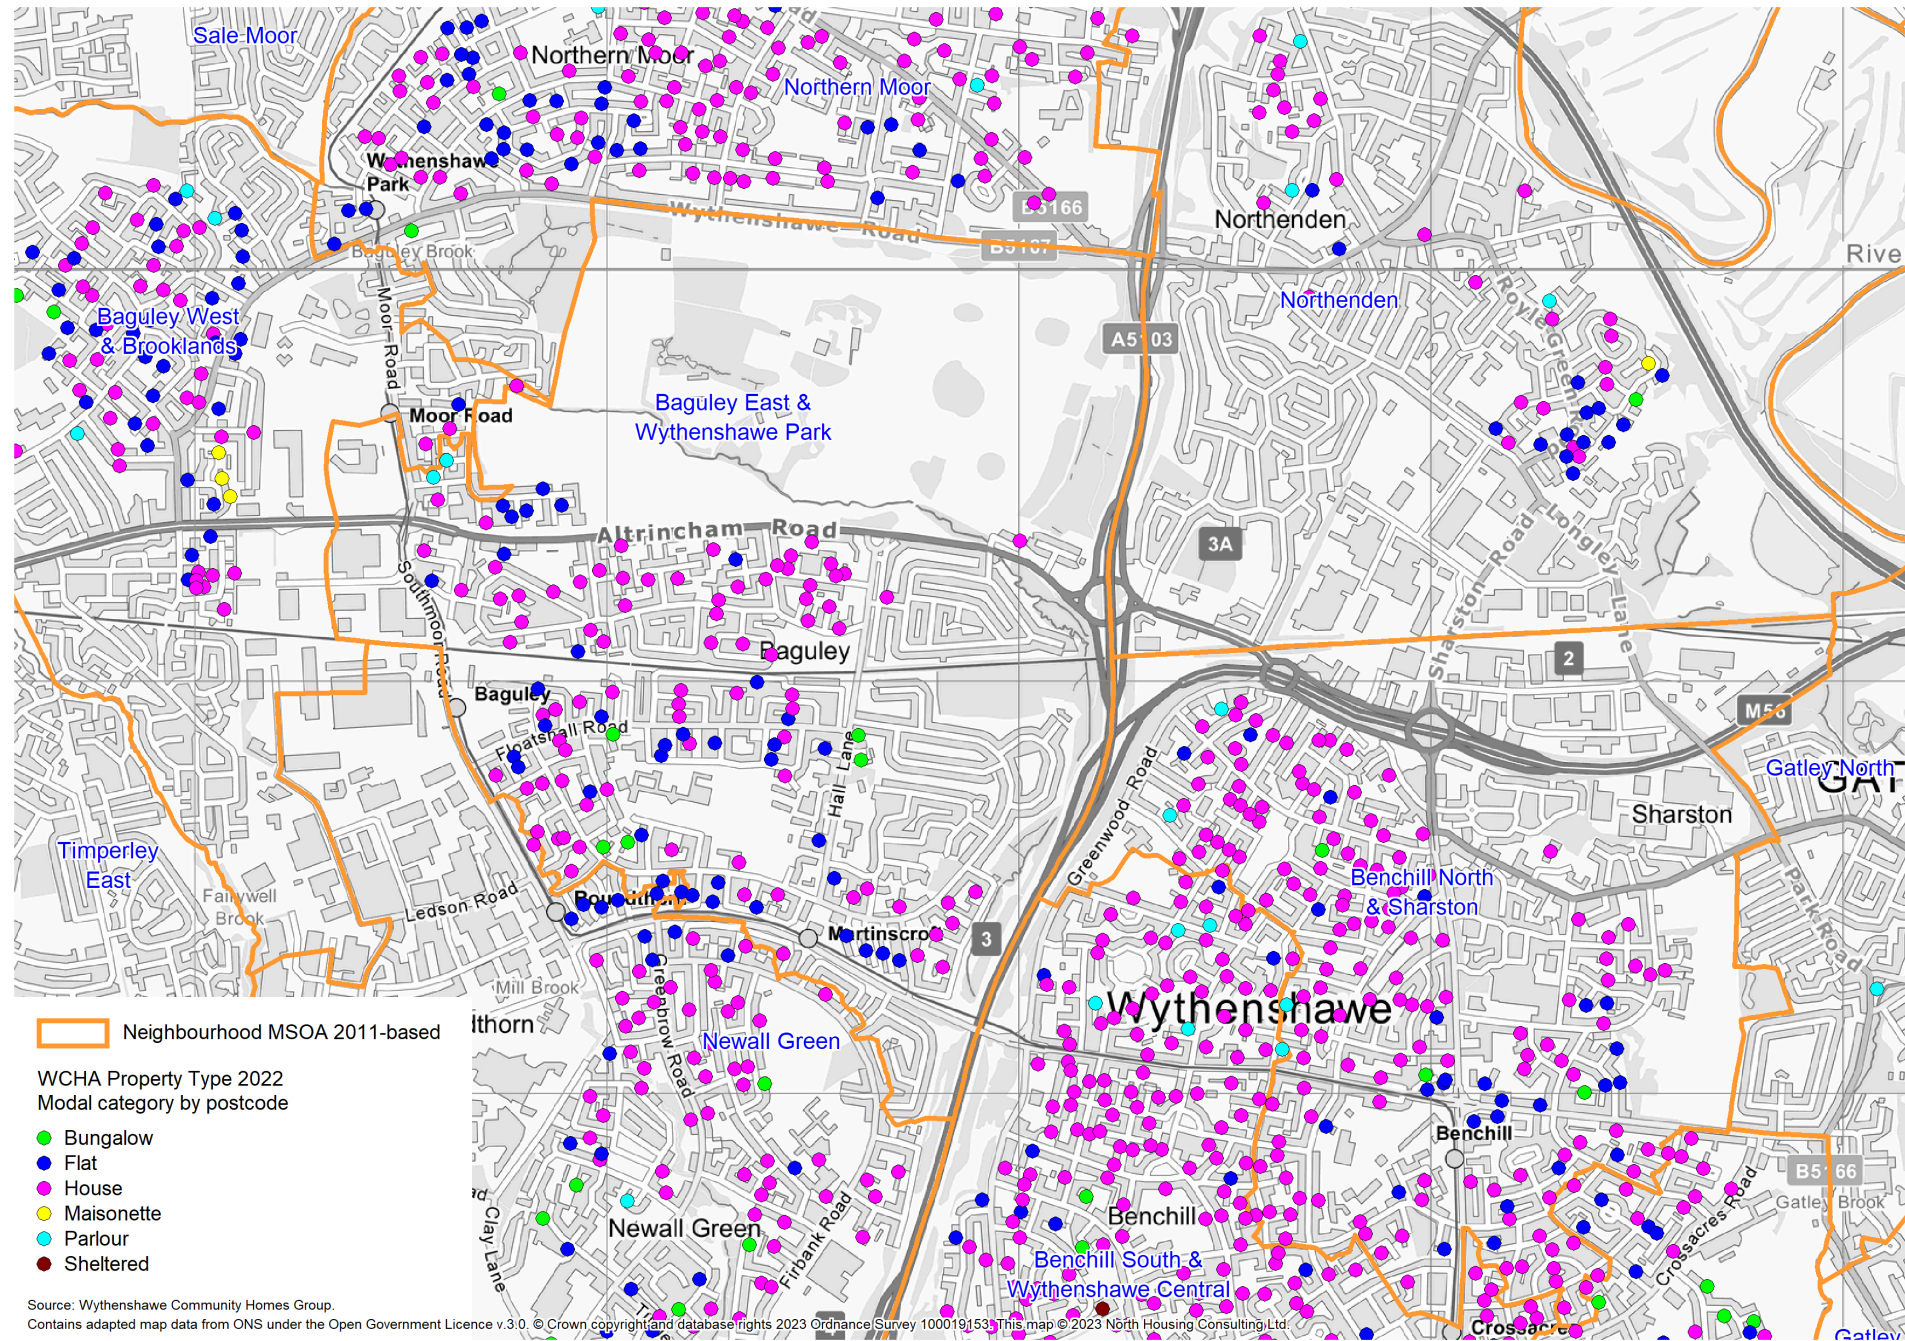 Sale Moor
Northern Moor
Northern Moor
Wythenshawe
Park
B5166
Northenden
Wythenshawe Road
B5167
Baguley Brook
Rive
Northenden
Baguley West
& Brooklands
Moor Road
A5103
Royle Green Road
Baguley East &
Wythenshawe Park
Moor Road
Altrincham Road
3A
Longley Lane
Sharston Road
Southmoor Road
Baguley
2
Baguley
M56
Floatshall Road
Hall Lane
Greenwood Road
Gatley North
GAT
Sharston
Timperley
East
Benchill North
& Sharston
Fairywell
Brook
Ledson Road
Roundthorn
Martinscroft
3
Park Road
Mill Brook
Greenbrow Road
Wythenshawe
dthorn
Newall Green
Neighbourhood MSOA 2011-based
WCHA Property Type 2022
Modal category by postcode
Bungalow
Flat
House
Maisonette
Parlour
Sheltered
Benchill
B5166
Gatley Brook
Clay Lane
Newall Green
Firbank Road
Benchill
Crossacres Road
Benchill South &
Wythenshawe Central
Source: Wythenshawe Community Homes Group.
Contains adapted map data from ONS under the Open Government Licence v.3.0. © Crown copyright and database rights 2023 Ordnance Survey 100019153. This map © 2023 North Housing Consulting Ltd.
4
Crossacres
Gatley